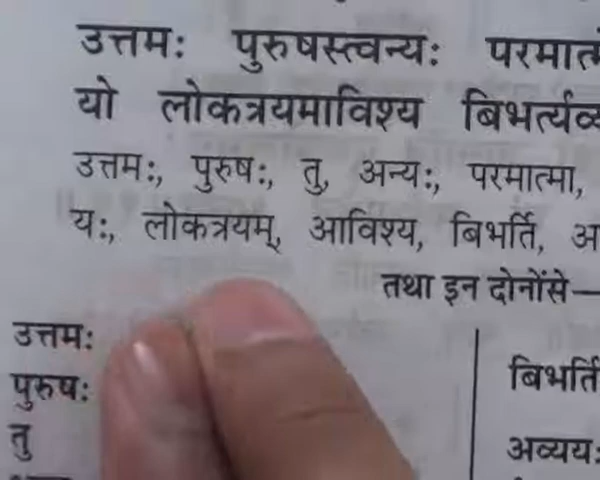 उत्तमः पुरुषस्त्वन्यः
यो लोकत्रयमाविश्य
उत्तमः, पुरुषः, तु, अन्यः, परमात्मा,
यः, लोकत्रयम्, आविश्य, बिभर्ति,
तथा इन दोनोंसे—
उत्तमः
पुरुषः
तु
बिभर्ति
अव्ययः